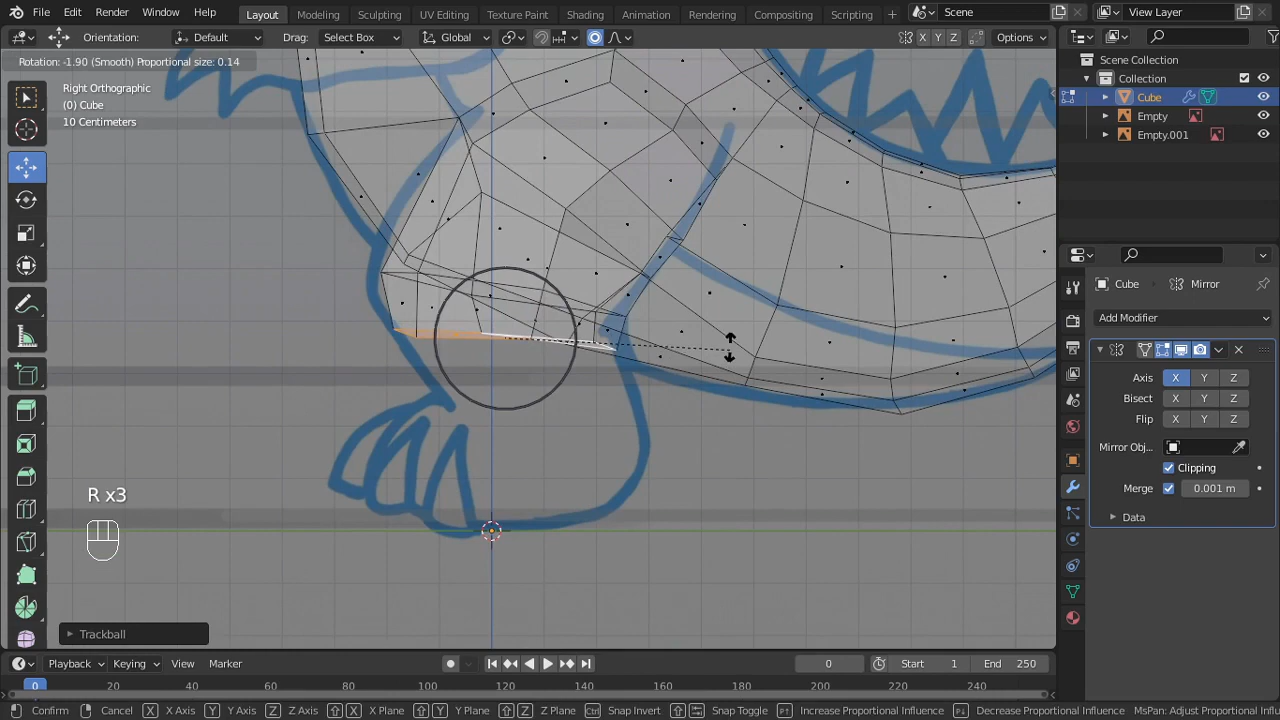 File Edit Render Window Help Layout Modeling Sculpting UV Editing Texture Paint Shading Animation Rendering Compositing Scripting + Scene View Layer
Orientation: Default Drag: Select Box Global X Y Z Options
Rotation: -1.90 (Smooth) Proportional size: 0.14
Right Orthographic
(0) Cube
10 Centimeters
Scene Collection
Collection
Cube
Empty
Empty.001
Cube Mirror
Add Modifier
Axis X Y Z
Bisect X Y Z
Flip X Y Z
Mirror Obj...
Clipping
Merge 0.001 m
Data
R x3
Trackball
Playback Keying View Marker 0 Start 1 End 250
0 20 40 60 80 100 120 140 160 180 200 220 240
Confirm Cancel X X Axis Y Y Axis Z Z Axis X X Plane Y Y Plane Z Z Plane Ctrl Snap Invert Snap Toggle P↑ Increase Proportional Influence P↓ Decrease Proportional Influence MsPan: Adjust Proportional Influ